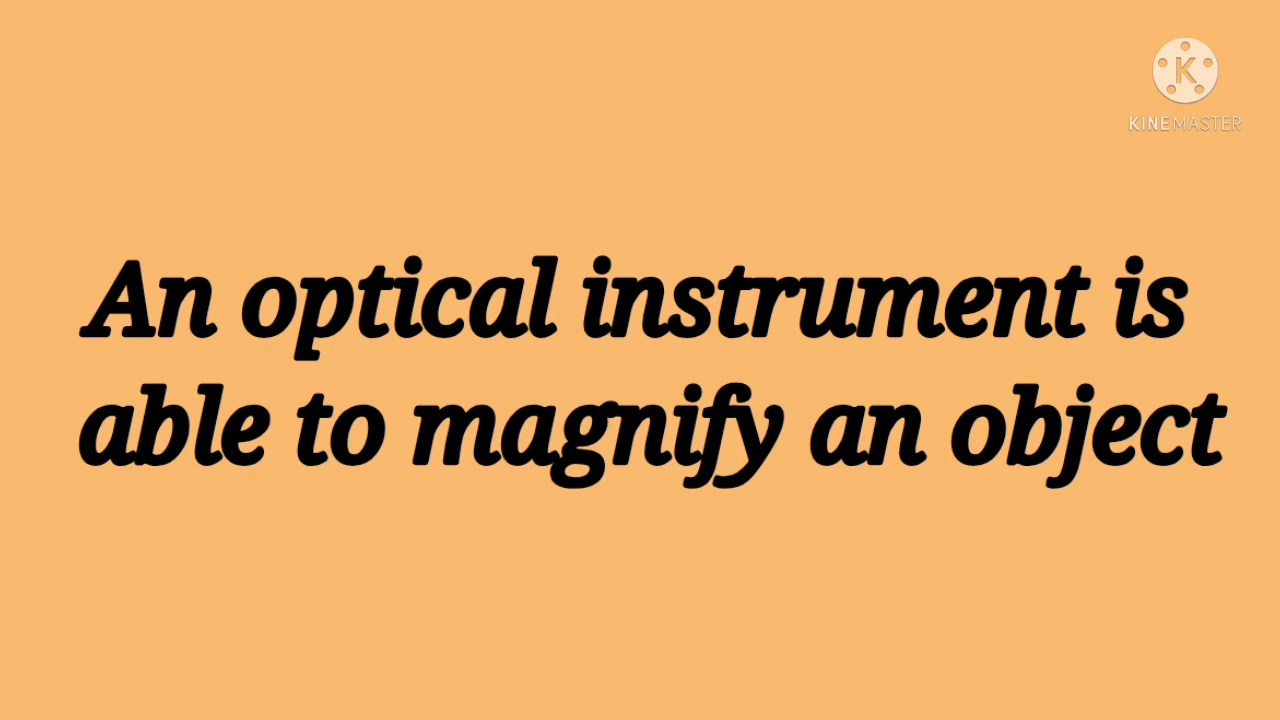 K
KINEMASTER
An optical instrument is
able to magnify an object